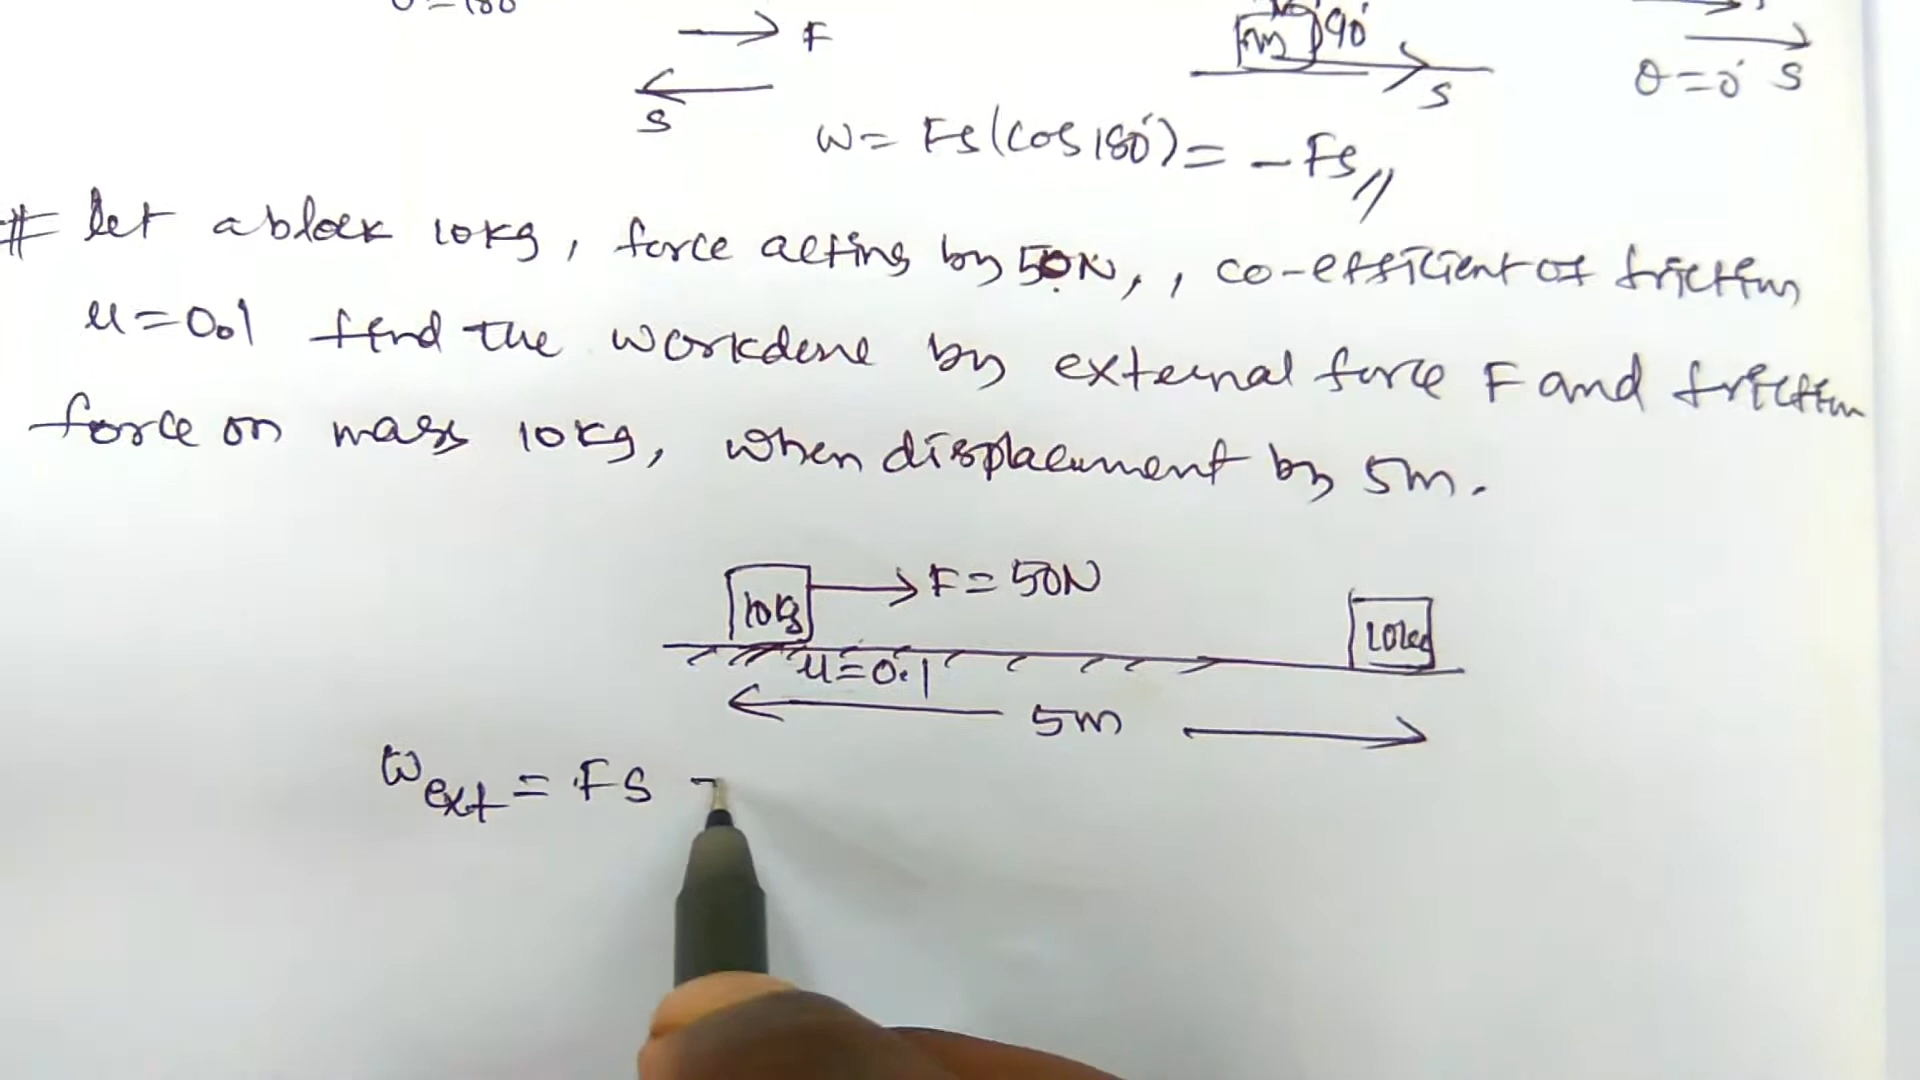 F
90°
S
θ=0° S
S
W= FS(cos180°)= -FS//
# let a block 10kg, force acting by 50N, , co-efficient of friction
μ=0.1 find the workdone by external force F and friction
force on mass 10kg, when displacement by 5m.
10kg F= 50N
10kg
μ=0.1
5m
Wext = FS